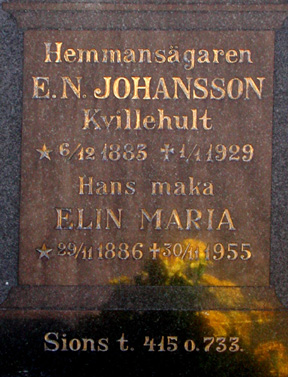 Hemmansägaren
E. N. JOHANSSON
Kvillehult
★ 6/12 1883 ✝ 1/1 1929
Hans maka
ELIN MARIA
★ 29/11 1886 ✝ 30/11 1955
Sions t. 415 o. 733.